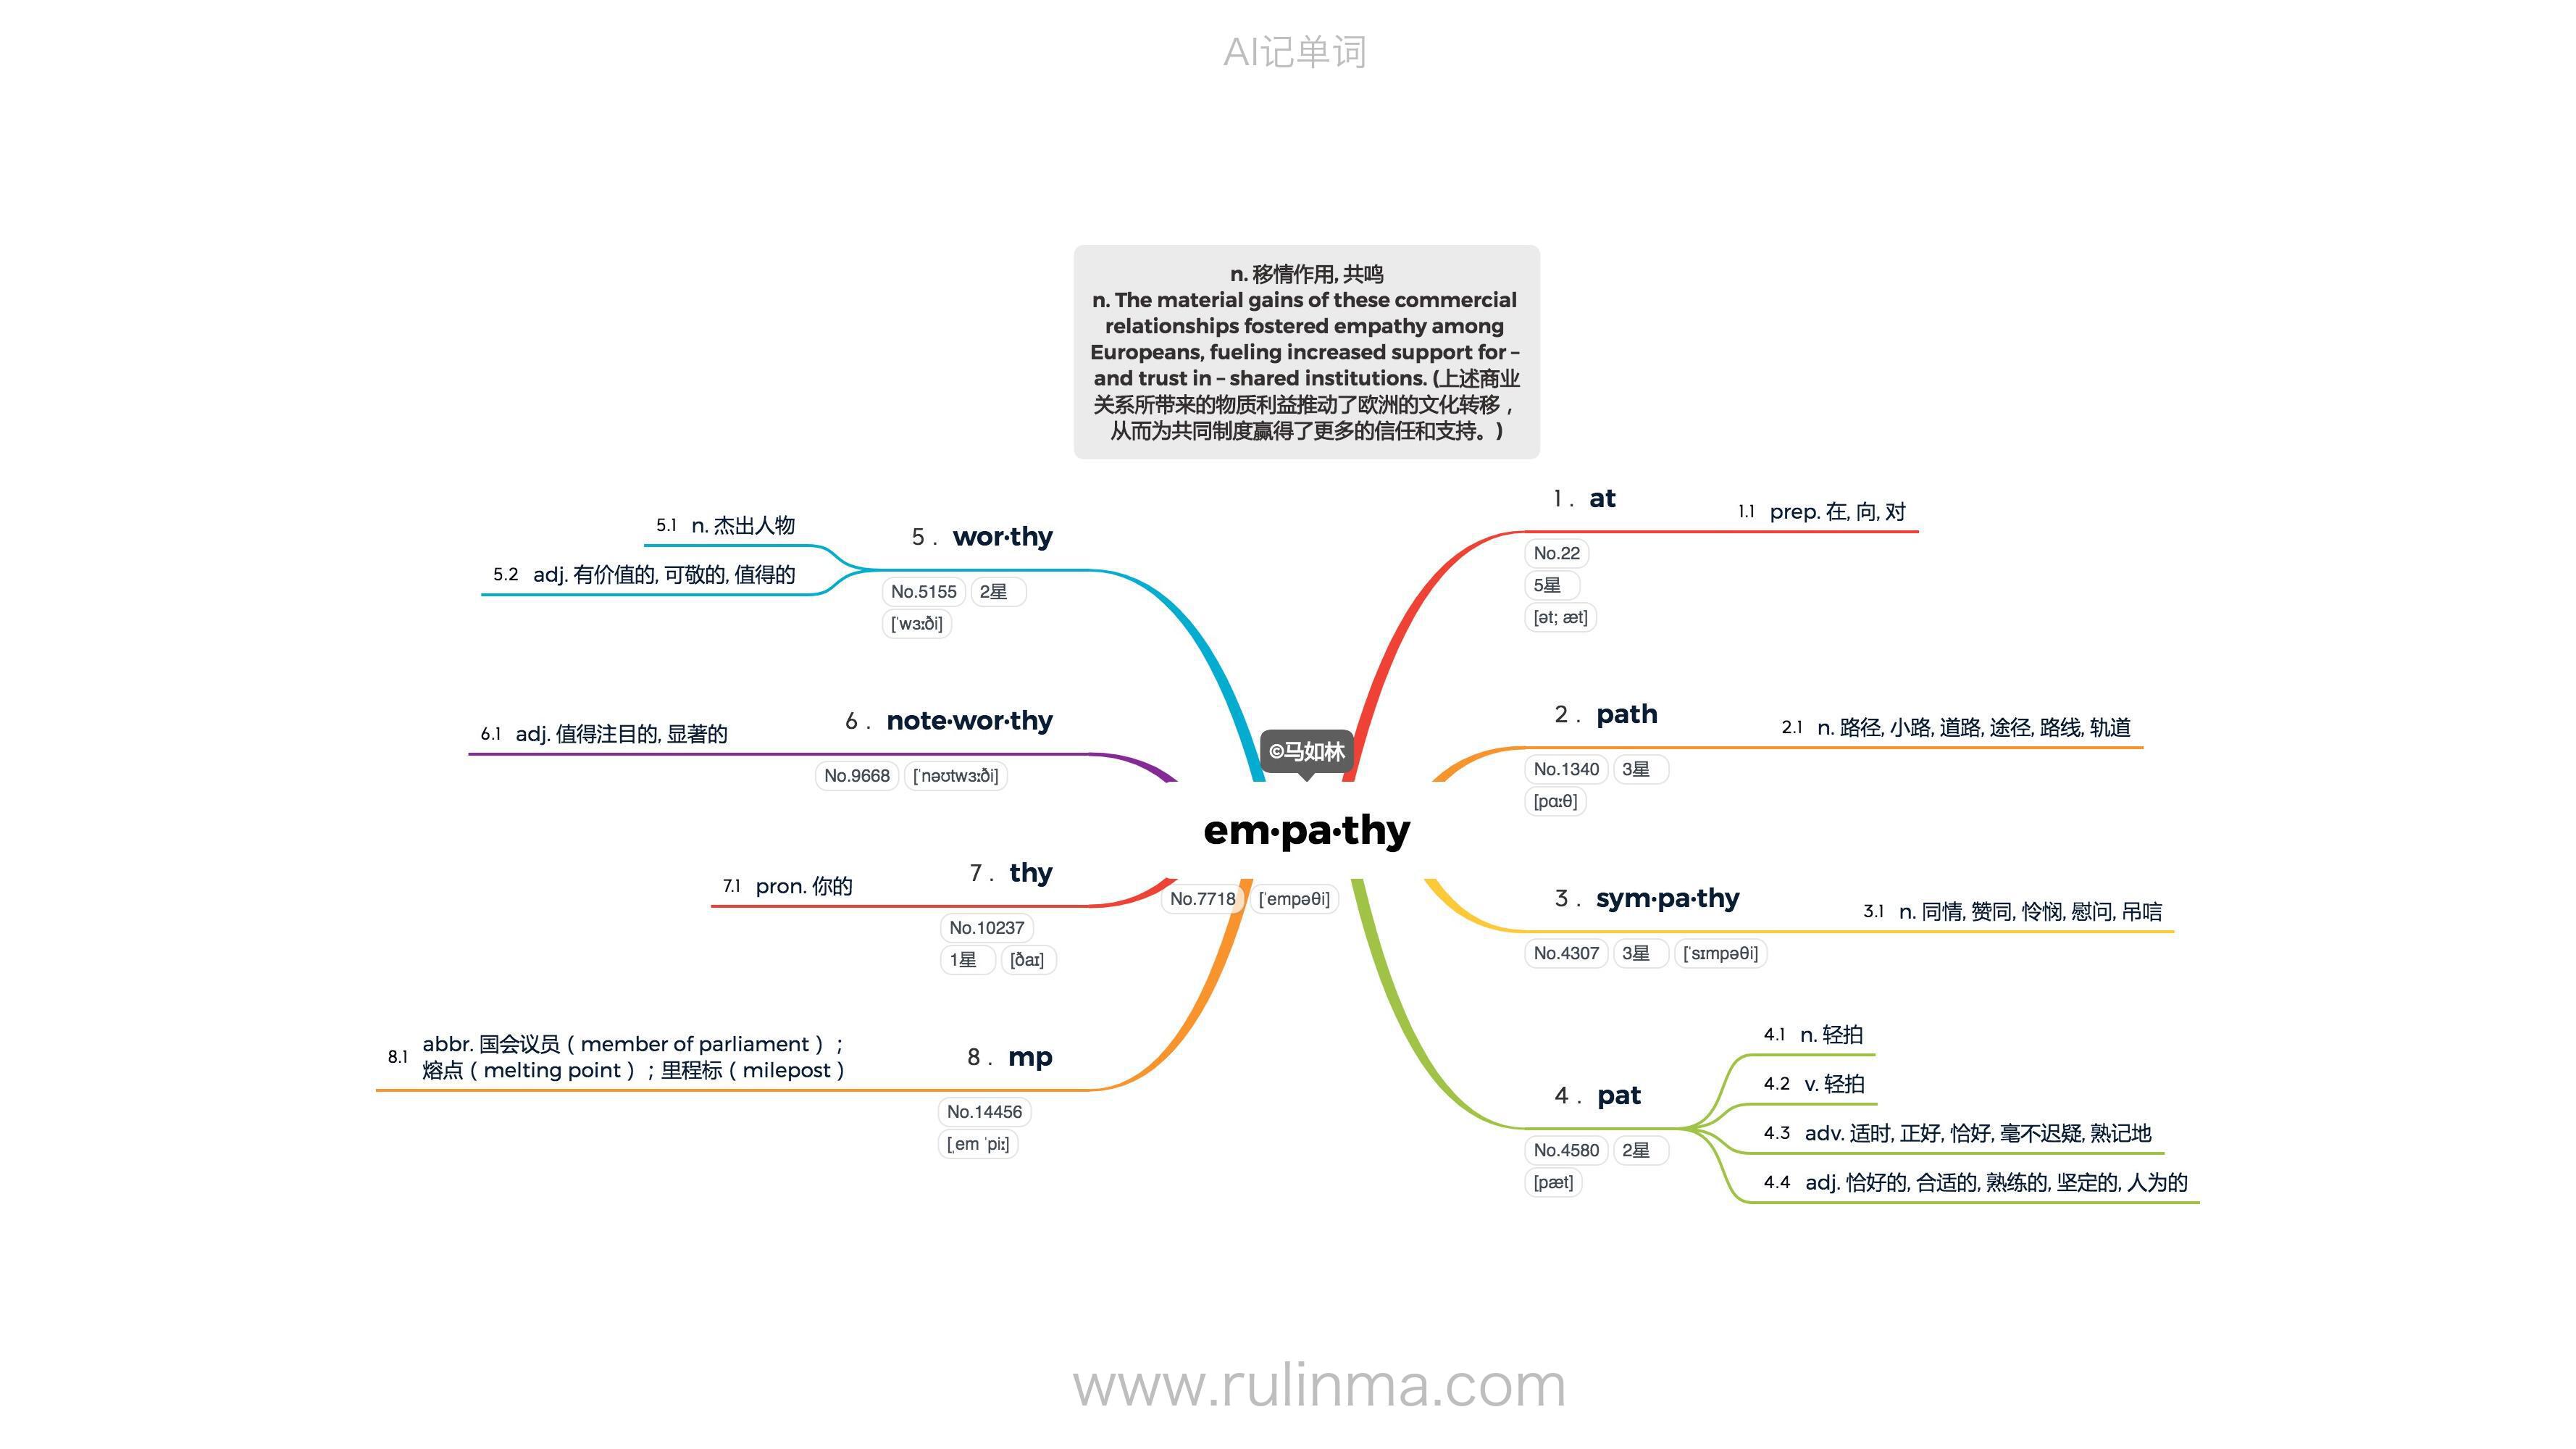 AI记单词
n. 移情作用, 共鸣
n. The material gains of these commercial
relationships fostered empathy among
Europeans, fueling increased support for –
and trust in – shared institutions. (上述商业
关系所带来的物质利益推动了欧洲的文化转移，
从而为共同制度赢得了更多的信任和支持。)
©马如林
em·pa·thy
No.7718 [ˈempəθi]
1 . at
No.22
5星
[ət; æt]
1.1 prep. 在, 向, 对
2 . path
No.1340 3星
[pɑːθ]
2.1 n. 路径, 小路, 道路, 途径, 路线, 轨道
3 . sym·pa·thy
No.4307 3星 [ˈsɪmpəθi]
3.1 n. 同情, 赞同, 怜悯, 慰问, 吊唁
4 . pat
No.4580 2星
[pæt]
4.1 n. 轻拍
4.2 v. 轻拍
4.3 adv. 适时, 正好, 恰好, 毫不迟疑, 熟记地
4.4 adj. 恰好的, 合适的, 熟练的, 坚定的, 人为的
5 . wor·thy
No.5155 2星
[ˈwɜːði]
5.1 n. 杰出人物
5.2 adj. 有价值的, 可敬的, 值得的
6 . note·wor·thy
No.9668 [ˈnəʊtwɜːði]
6.1 adj. 值得注目的, 显著的
7 . thy
No.10237
1星 [ðaɪ]
7.1 pron. 你的
8 . mp
No.14456
[ˌem ˈpiː]
8.1 abbr. 国会议员（member of parliament）；
熔点（melting point）；里程标（milepost）
www.rulinma.com